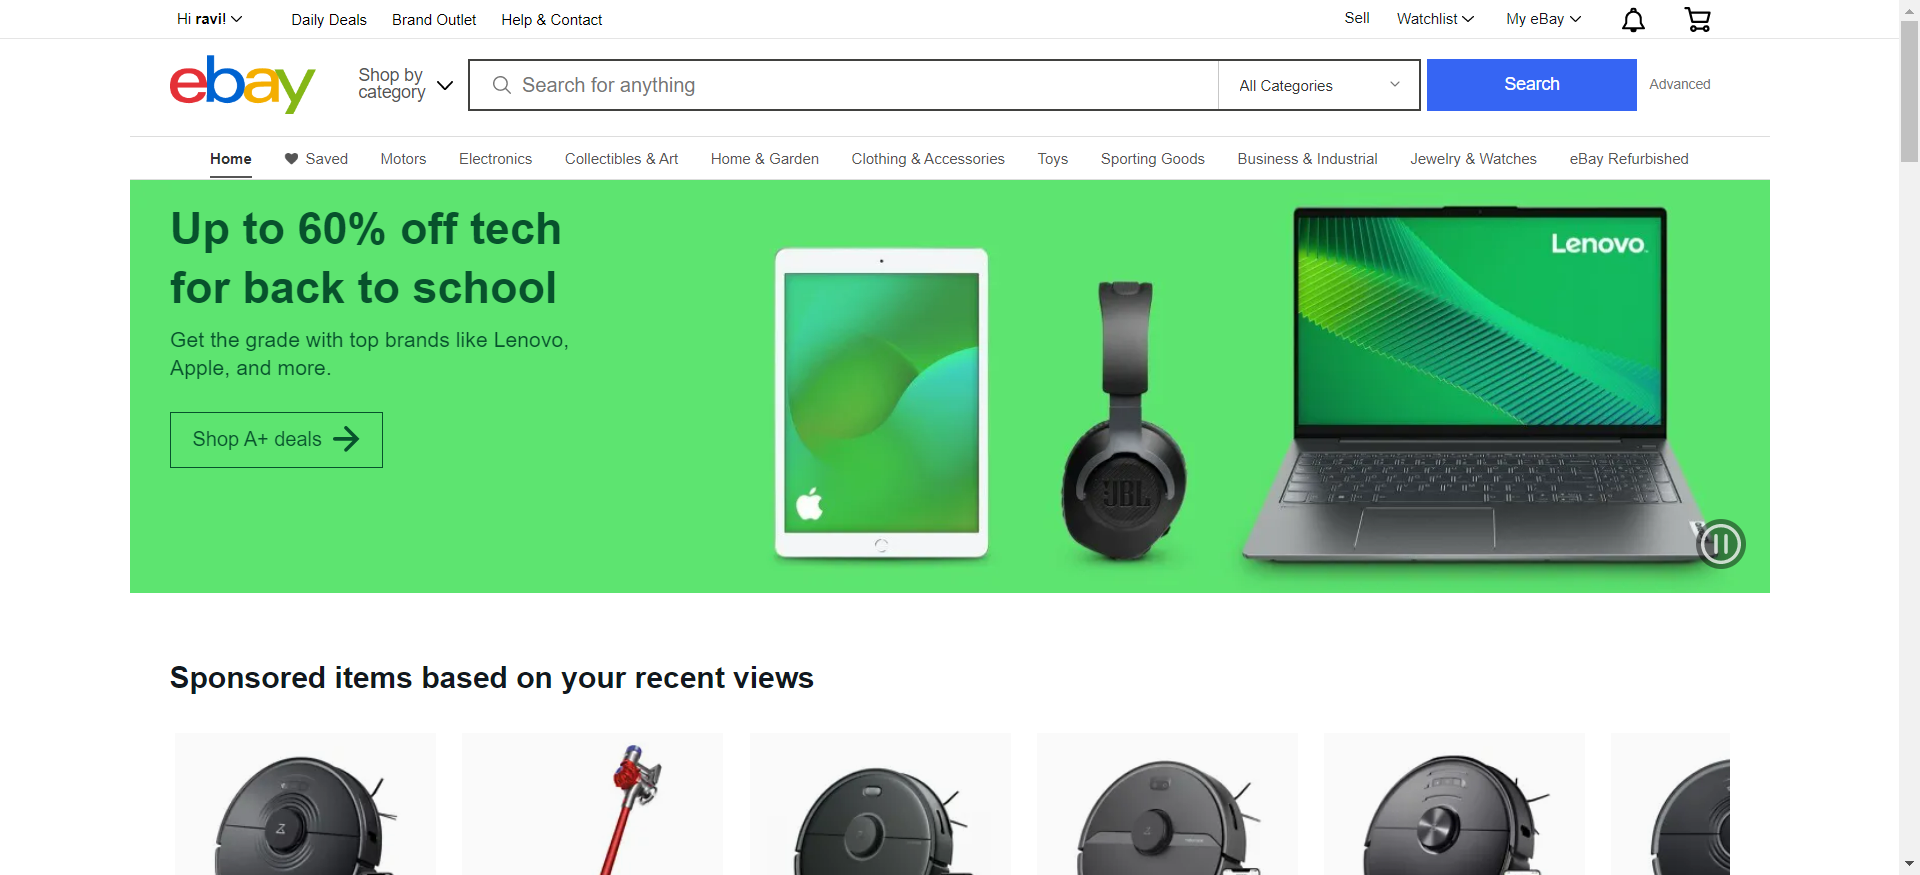 Hi ravi!
Daily Deals
Brand Outlet
Help & Contact
Sell
Watchlist
My eBay
ebay
Shop by
category
Search for anything
All Categories
Search
Advanced
Home
Saved
Motors
Electronics
Collectibles & Art
Home & Garden
Clothing & Accessories
Toys
Sporting Goods
Business & Industrial
Jewelry & Watches
eBay Refurbished
Up to 60% off tech
for back to school
Get the grade with top brands like Lenovo,
Apple, and more.
Shop A+ deals
JBL
Lenovo
Sponsored items based on your recent views